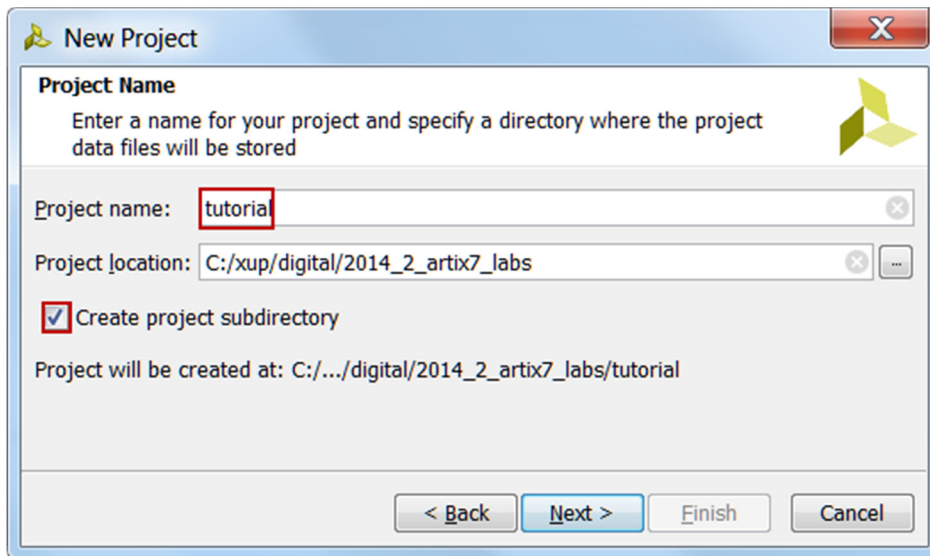 New Project
Project Name
Enter a name for your project and specify a directory where the project
data files will be stored
Project name: tutorial
Project location: C:/xup/digital/2014_2_artix7_labs ...
Create project subdirectory
Project will be created at: C:/.../digital/2014_2_artix7_labs/tutorial
< Back Next > Finish Cancel